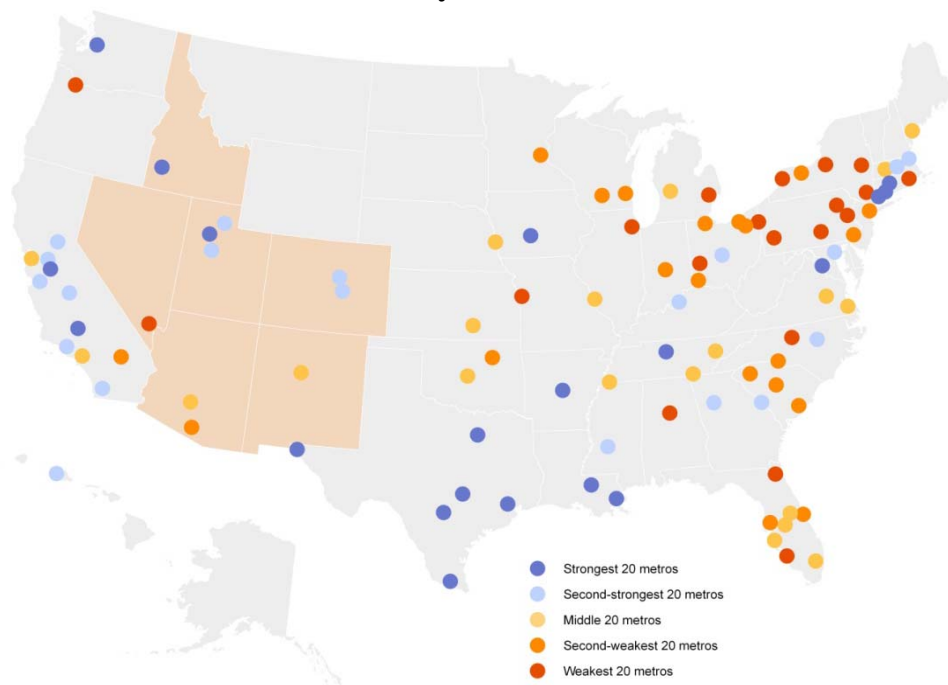 Strongest 20 metros
Second-strongest 20 metros
Middle 20 metros
Second-weakest 20 metros
Weakest 20 metros